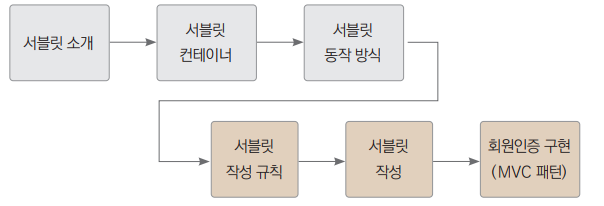 서블릿 소개
서블릿
컨테이너
서블릿
동작 방식
서블릿
작성 규칙
서블릿
작성
회원인증 구현
(MVC 패턴)